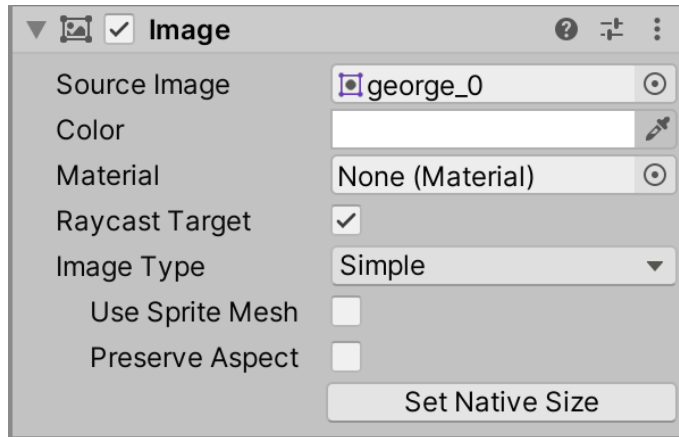 Image
Source Image george_0
Color
Material None (Material)
Raycast Target
Image Type Simple
Use Sprite Mesh
Preserve Aspect
Set Native Size